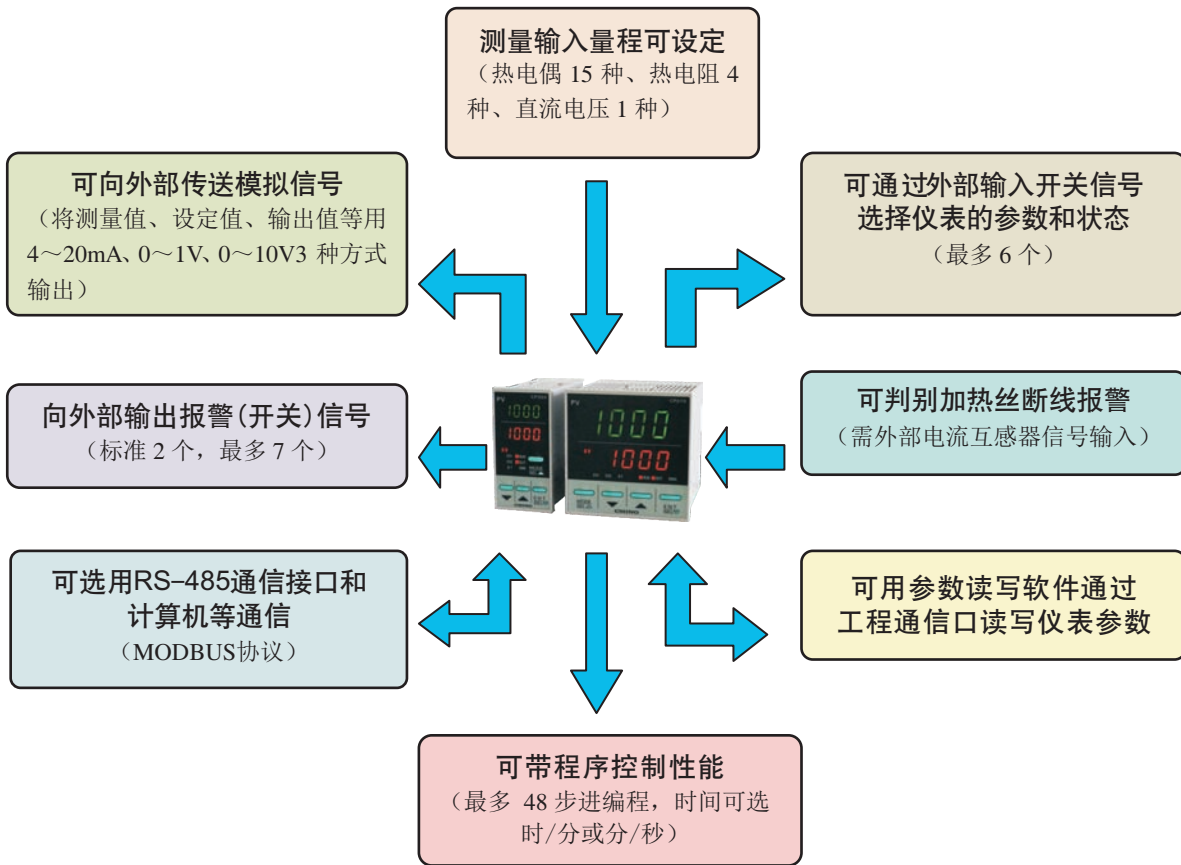 测量输入量程可设定
（热电偶 15 种、热电阻 4
种、直流电压 1 种）
可向外部传送模拟信号
（将测量值、设定值、输出值等用
4～20mA、0～1V、0～10V3 种方式
输出）
可通过外部输入开关信号
选择仪表的参数和状态
（最多 6 个）
向外部输出报警（开关）信号
（标准 2 个，最多 7 个）
PV
1000
1000
PV
1000
1000
可判别加热丝断线报警
（需外部电流互感器信号输入）
可选用RS–485通信接口和
计算机等通信
（MODBUS协议）
可用参数读写软件通过
工程通信口读写仪表参数
可带程序控制性能
（最多 48 步进编程，时间可选
时/分或分/秒）